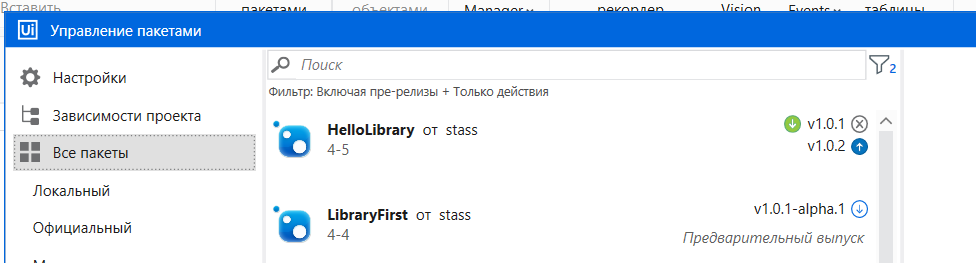 Вставить пакетами объектами Manager рекордер Vision Events таблицы
Ui Управление пакетами
Настройки
Зависимости проекта
Все пакеты
Локальный
Официальный
Поиск
2
Фильтр: Включая пре-релизы + Только действия
HelloLibrary от stass
v1.0.1
4-5
v1.0.2
LibraryFirst от stass
v1.0.1-alpha.1
4-4
Предварительный выпуск